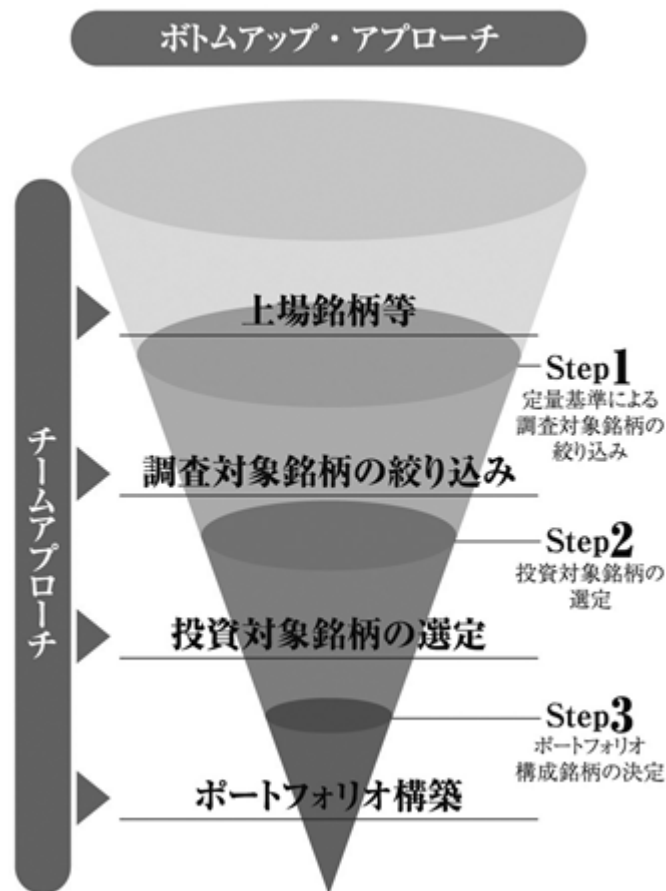 ボトムアップ・アプローチ
チームアプローチ
上場銘柄等
Step1
定量基準による
調査対象銘柄の
絞り込み
調査対象銘柄の絞り込み
Step2
投資対象銘柄の
選定
投資対象銘柄の選定
Step3
ポートフォリオ
構成銘柄の決定
ポートフォリオ構築